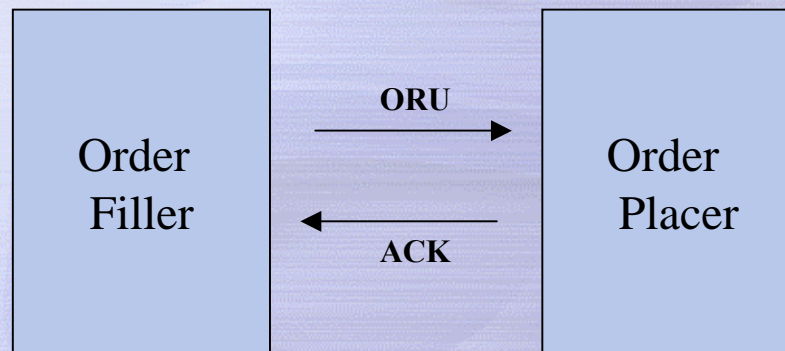 Order
Filler
ORU
ACK
Order
Placer